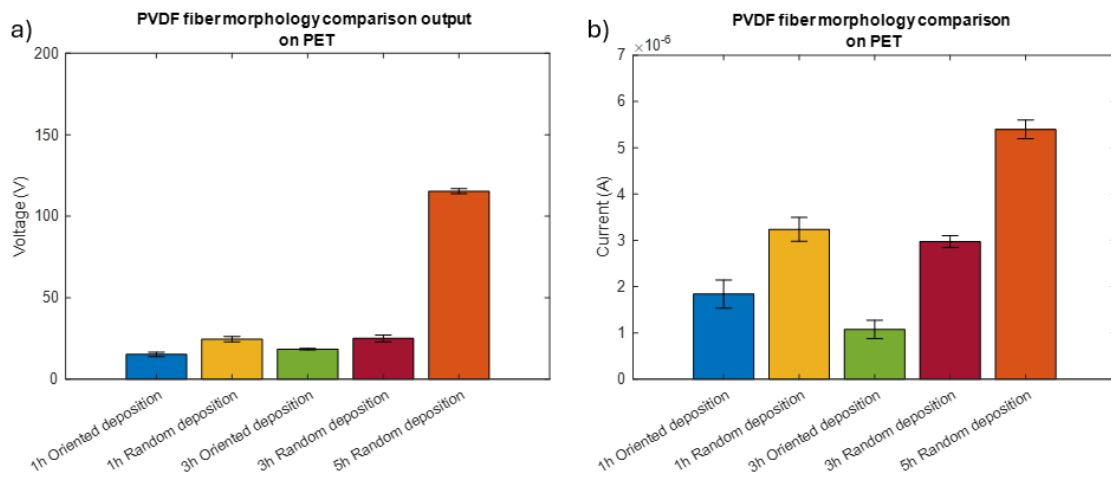 a)
PVDF fiber morphology comparison output
on PET
200
150
100
50
0
Voltage (V)
1h Oriented deposition
1h Random deposition
3h Oriented deposition
3h Random deposition
5h Random deposition
b)
PVDF fiber morphology comparison
on PET
×10⁻⁶
7
6
5
4
3
2
1
0
Current (A)
1h Oriented deposition
1h Random deposition
3h Oriented deposition
3h Random deposition
5h Random deposition